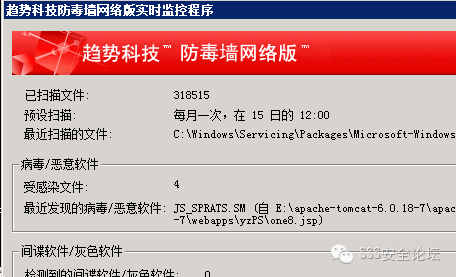 趋势科技防毒墙网络版实时监控程序
趋势科技™ 防毒墙网络版™
已扫描文件: 318515
预设扫描: 每月一次，在 15 日的 12:00
最近扫描的文件: C:\Windows\Servicing\Packages\Microsoft-Windows
病毒/恶意软件
受感染文件: 4
最近发现的病毒/恶意软件: JS_SPRATS.SM (自 E:\apache-tomcat-6.0.18-7\apac
-7\webapps\yzPS\one8.jsp)
间谍软件/灰色软件
检测到的间谍软件/灰色软件: 0
SSS安全论坛